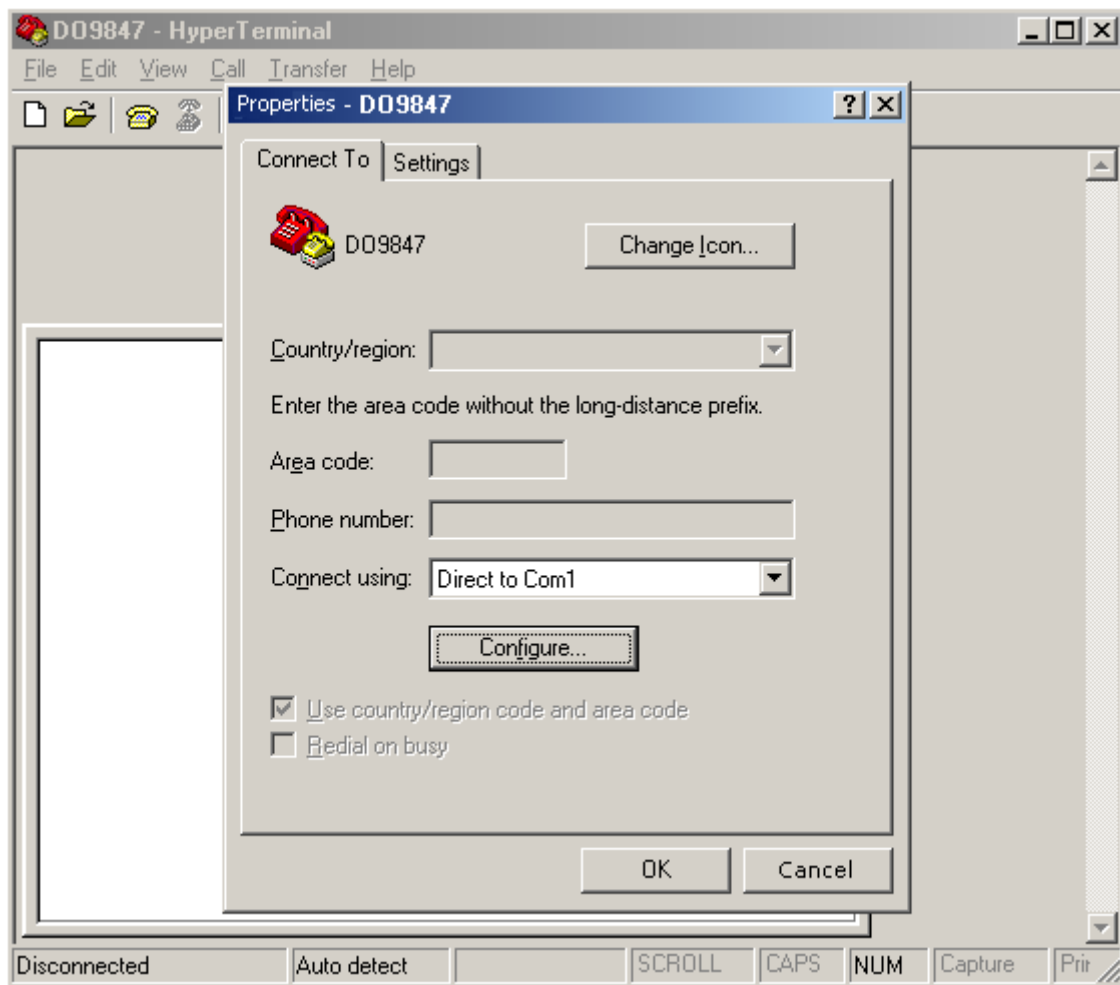 DO9847 - HyperTerminal
File Edit View Call Transfer Help
Properties - DO9847
Connect To Settings
DO9847 Change Icon...
Country/region:
Enter the area code without the long-distance prefix.
Area code:
Phone number:
Connect using: Direct to Com1
Configure...
Use country/region code and area code
Redial on busy
OK Cancel
Disconnected Auto detect SCROLL CAPS NUM Capture Prin